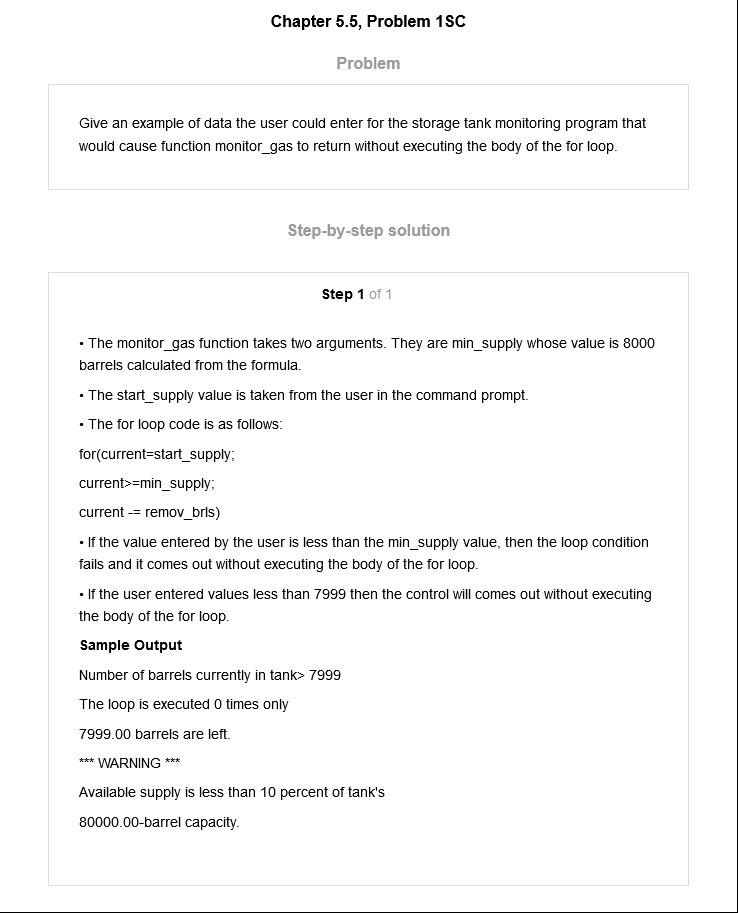 Chapter 5.5, Problem 1SC
Problem
Give an example of data the user could enter for the storage tank monitoring program that
would cause function monitor_gas to return without executing the body of the for loop.
Step-by-step solution
Step 1 of 1
• The monitor_gas function takes two arguments. They are min_supply whose value is 8000
barrels calculated from the formula.
• The start_supply value is taken from the user in the command prompt.
• The for loop code is as follows:
for(current=start_supply;
current>=min_supply;
current -= remov_brls)
• If the value entered by the user is less than the min_supply value, then the loop condition
fails and it comes out without executing the body of the for loop.
• If the user entered values less than 7999 then the control will comes out without executing
the body of the for loop.
Sample Output
Number of barrels currently in tank> 7999
The loop is executed 0 times only
7999.00 barrels are left.
*** WARNING ***
Available supply is less than 10 percent of tank's
80000.00-barrel capacity.